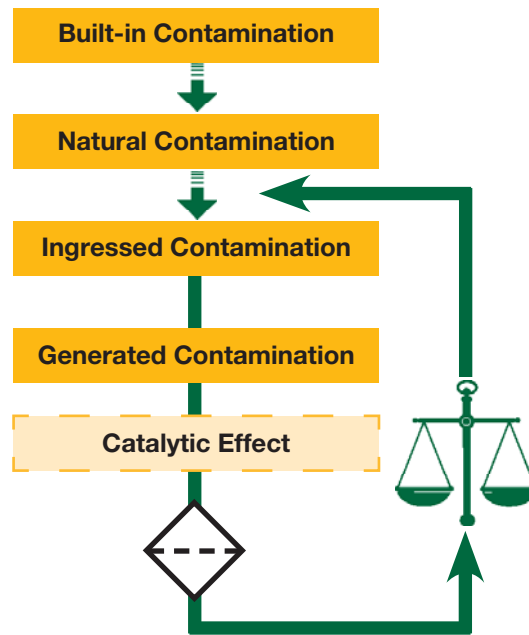 Built-in Contamination
Natural Contamination
Ingressed Contamination
Generated Contamination
Catalytic Effect